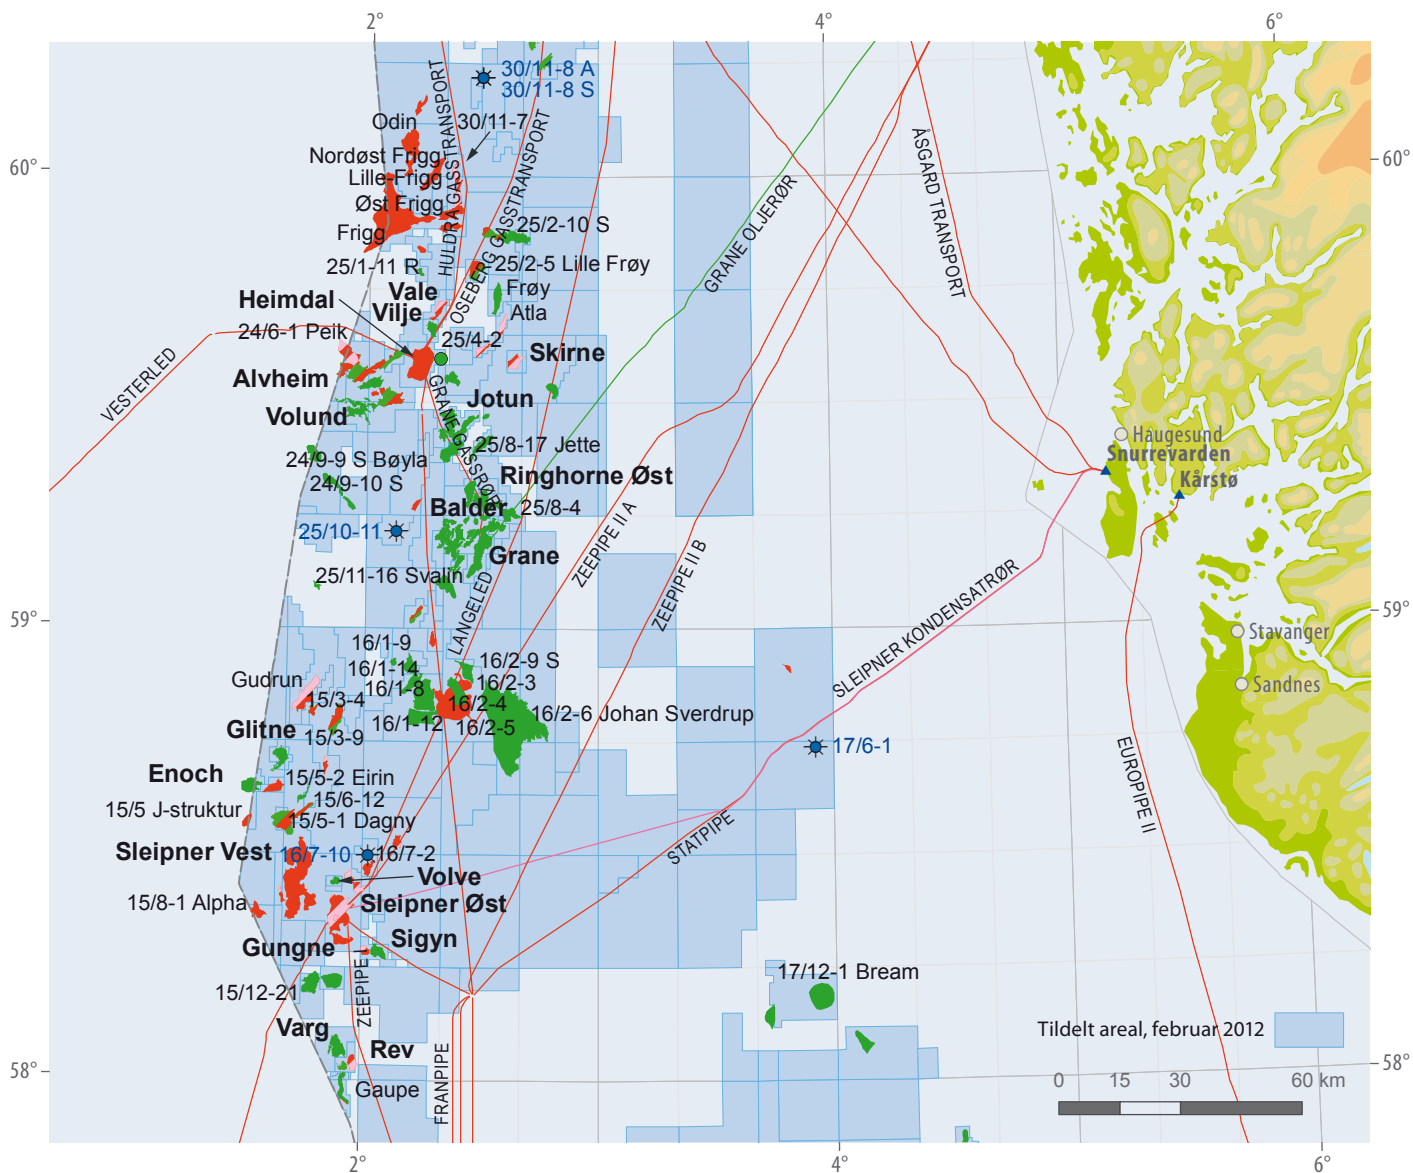 2°
4°
6°
30/11-8 A
30/11-8 S
HULDRA GASSTRANSPORT
Odin
30/11-7
OSEBERG GASSTRANSPORT
ÅSGARD TRANSPORT
60°
60°
Nordøst Frigg
Lille-Frigg
Øst Frigg
Frigg
25/2-10 S
GRANE OLJERØR
25/1-11 R
25/2-5 Lille Frøy
Vale
Frøy
Heimdal
Vilje
Atla
24/6-1 Peik
25/4-2
Skirne
VESTERLED
Alvheim
GRANE GASSRØR
Jotun
Volund
Haugesund
25/8-17 Jette
Snurrevarden
24/9-9 S Bøyla
Ringhorne Øst
Kårstø
24/9-10 S
Balder
25/8-4
25/10-11
ZEEPIPE II A
Grane
ZEEPIPE II B
25/11-16 Svalin
LANGELED
SLEIPNER KONDENSATRØR
59°
59°
16/1-9
Stavanger
16/2-9 S
16/1-14
Gudrun
16/2-3
16/1-8
Sandnes
15/3-4
16/2-4
16/2-6 Johan Sverdrup
16/1-12
16/2-5
Glitne
15/3-9
17/6-1
Enoch
15/5-2 Eirin
EUROPIPE II
15/6-12
15/5 J-struktur
15/5-1 Dagny
STATPIPE
Sleipner Vest
16/7-10
16/7-2
Volve
15/8-1 Alpha
Sleipner Øst
Sigyn
Gungne
17/12-1 Bream
15/12-21
ZEEPIPE I
Varg
Tildelt areal, februar 2012
Rev
58°
58°
FRANPIPE
Gaupe
0
15
30
60 km
2°
4°
6°